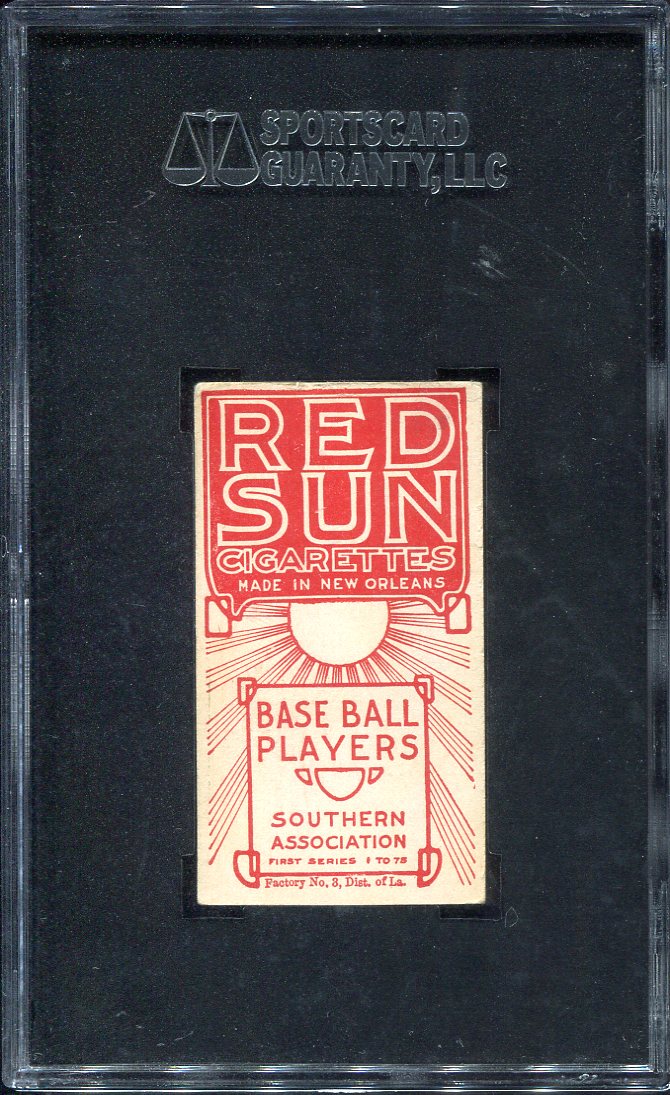 SPORTSCARD
GUARANTY, LLC
RED
SUN
CIGARETTES
MADE IN NEW ORLEANS
BASE BALL
PLAYERS
SOUTHERN
ASSOCIATION
FIRST SERIES 1 TO 75
Factory No. 3, Dist. of La.